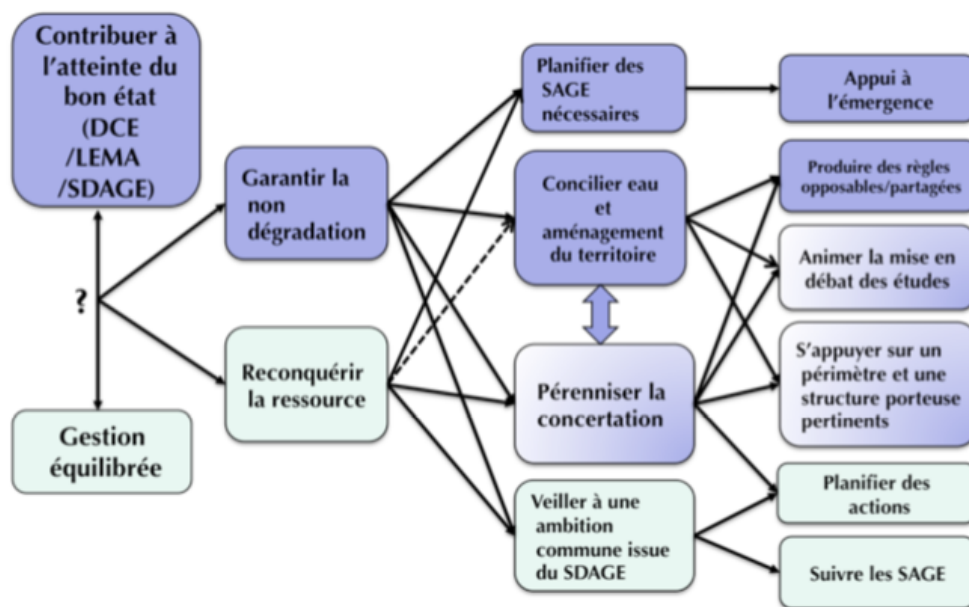 Contribuer à
l'atteinte du
bon état
(DCE
/LEMA
/SDAGE)
?
Gestion
équilibrée
Garantir la
non
dégradation
Reconquérir
la ressource
Planifier des
SAGE
nécessaires
Concilier eau
et
aménagement
du territoire
Pérenniser la
concertation
Veiller à une
ambition
commune issue
du SDAGE
Appui à
l'émergence
Produire des règles
opposables/partagées
Animer la mise en
débat des études
S'appuyer sur un
périmètre et une
structure porteuse
pertinents
Planifier des
actions
Suivre les SAGE